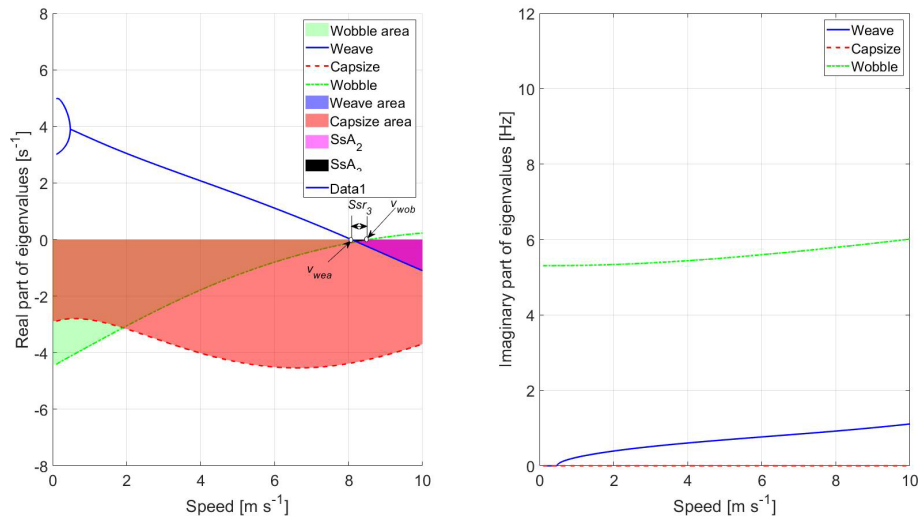 8
6
4
2
0
-2
-4
-6
-8
Real part of eigenvalues [s⁻¹]
0 2 4 6 8 10
Speed [m s⁻¹]
Wobble area
Weave
Capsize
Wobble
Weave area
Capsize area
SsA₂
Data1
Ssr₃
v_wob
v_wea
12
10
8
6
4
2
0
Imaginary part of eigenvalues [Hz]
0 2 4 6 8 10
Speed [m s⁻¹]
Weave
Capsize
Wobble